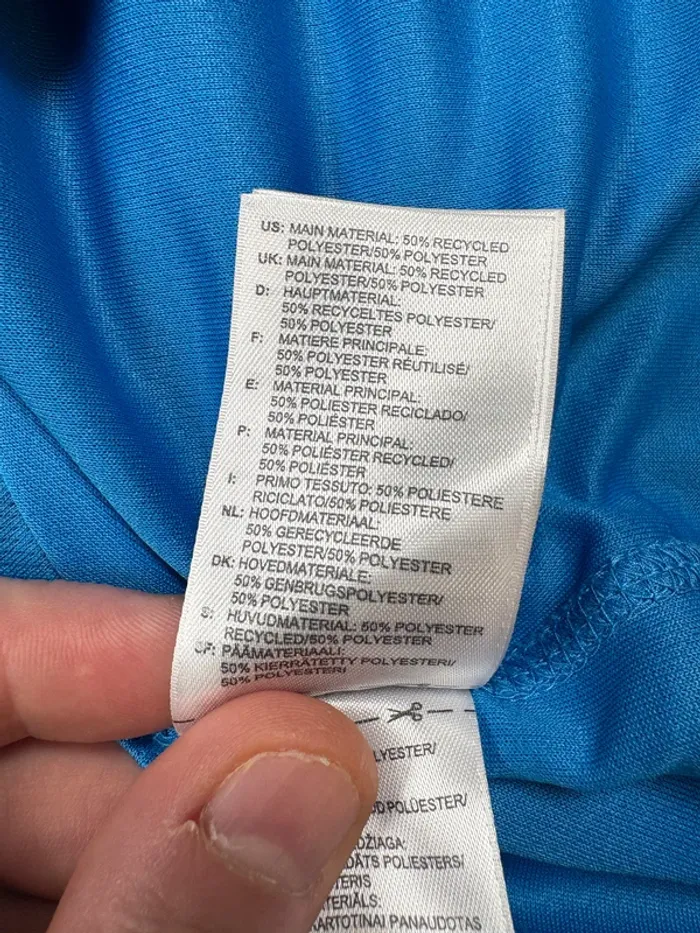 US: MAIN MATERIAL: 50% RECYCLED
POLYESTER/50% POLYESTER
UK: MAIN MATERIAL: 50% RECYCLED
POLYESTER/50% POLYESTER
D: HAUPTMATERIAL:
50% RECYCELTES POLYESTER/
50% POLYESTER
F: MATIERE PRINCIPALE:
50% POLYESTER RÉUTILISÉ/
50% POLYESTER
E: MATERIAL PRINCIPAL:
50% POLIÉSTER RECICLADO/
50% POLIÉSTER
P: MATERIAL PRINCIPAL:
50% POLIÉSTER RECYCLED/
50% POLIÉSTER
I: PRIMO TESSUTO: 50% POLIESTERE
RICICLATO/50% POLIESTERE
NL: HOOFDMATERIAAL:
50% GERECYCLEERDE
POLYESTER/50% POLYESTER
DK: HOVEDMATERIALE:
50% GENBRUGSPOLYESTER/
50% POLYESTER
S: HUVUDMATERIAL: 50% POLYESTER
RECYCLED/50% POLYESTER
SF: PÄÄMATERIAALI:
50% KIERRÄTETTY POLYESTERI/
50% POLYESTERI
LYESTER/
D POLÜESTER/
DŽIAGA:
DĀTS POLIESTERS/
TERIS
TERIĀLS:
KARTOTINAI PANAUDOTAS